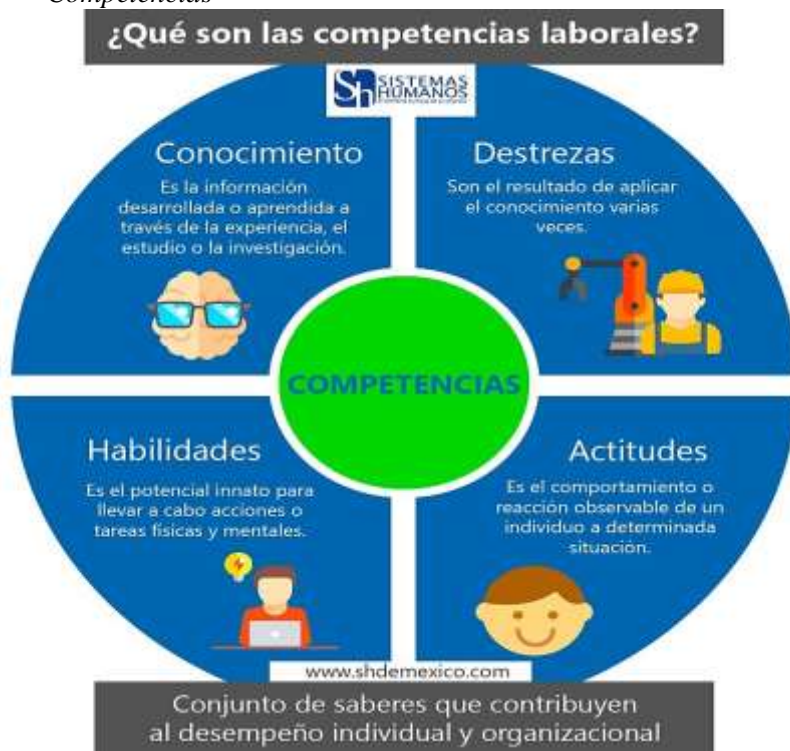 Competencias
¿Qué son las competencias laborales?
Sh SISTEMAS
HUMANOS
Conocimiento
Es la información
desarrollada o aprendida a
través de la experiencia, el
estudio o la investigación.
Destrezas
Son el resultado de aplicar
el conocimiento varias
veces.
COMPETENCIAS
Habilidades
Es el potencial innato para
llevar a cabo acciones o
tareas físicas y mentales.
Actitudes
Es el comportamiento o
reacción observable de un
individuo a determinada
situación.
www.shdemexico.com
Conjunto de saberes que contribuyen
al desempeño individual y organizacional